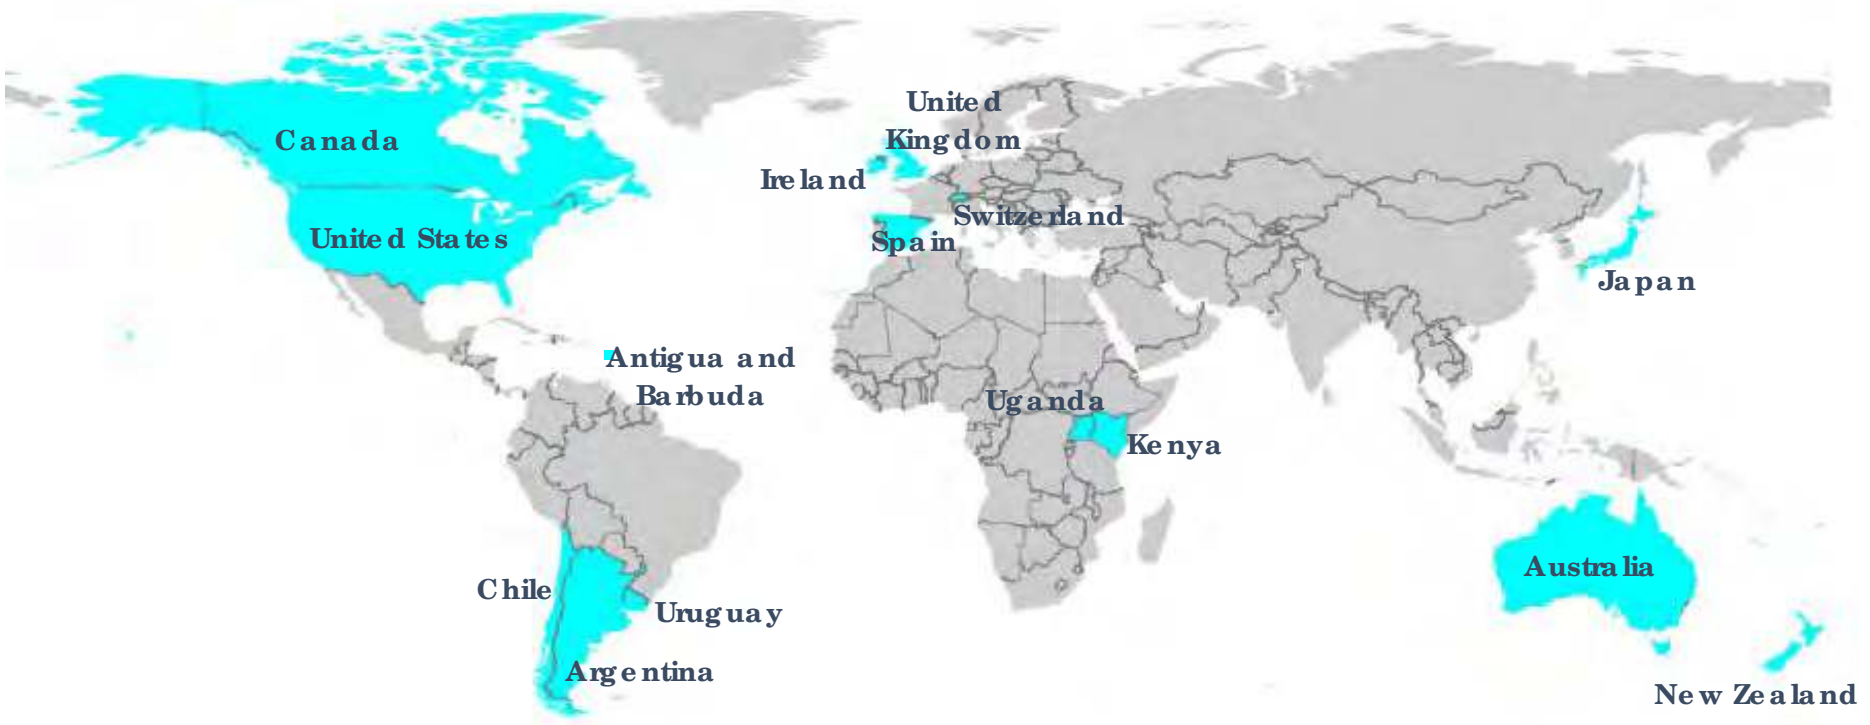 United
Kingdom
Canada
Ireland
Switzerland
United States
Spain
Japan
Antigua and
Barbuda
Uganda
Kenya
Australia
Chile
Uruguay
Argentina
New Zealand